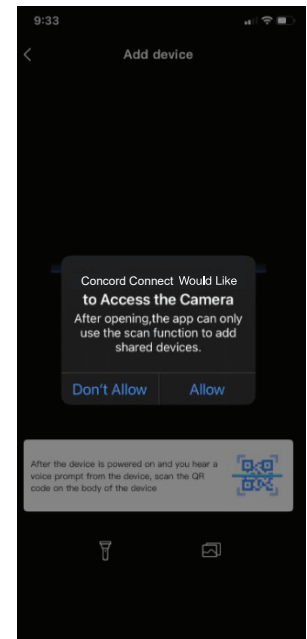 9:33
Add device
Concord Connect Would Like
to Access the Camera
After opening,the app can only
use the scan function to add
shared devices.
Don't Allow
Allow
After the device is powered on and you hear a
voice prompt from the device, scan the QR
code on the body of the device